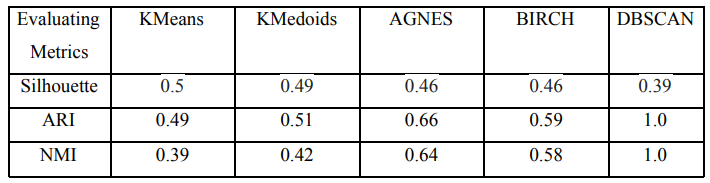 Evaluating Metrics KMeans KMedoids AGNES BIRCH DBSCAN
Silhouette 0.5 0.49 0.46 0.46 0.39
ARI 0.49 0.51 0.66 0.59 1.0
NMI 0.39 0.42 0.64 0.58 1.0